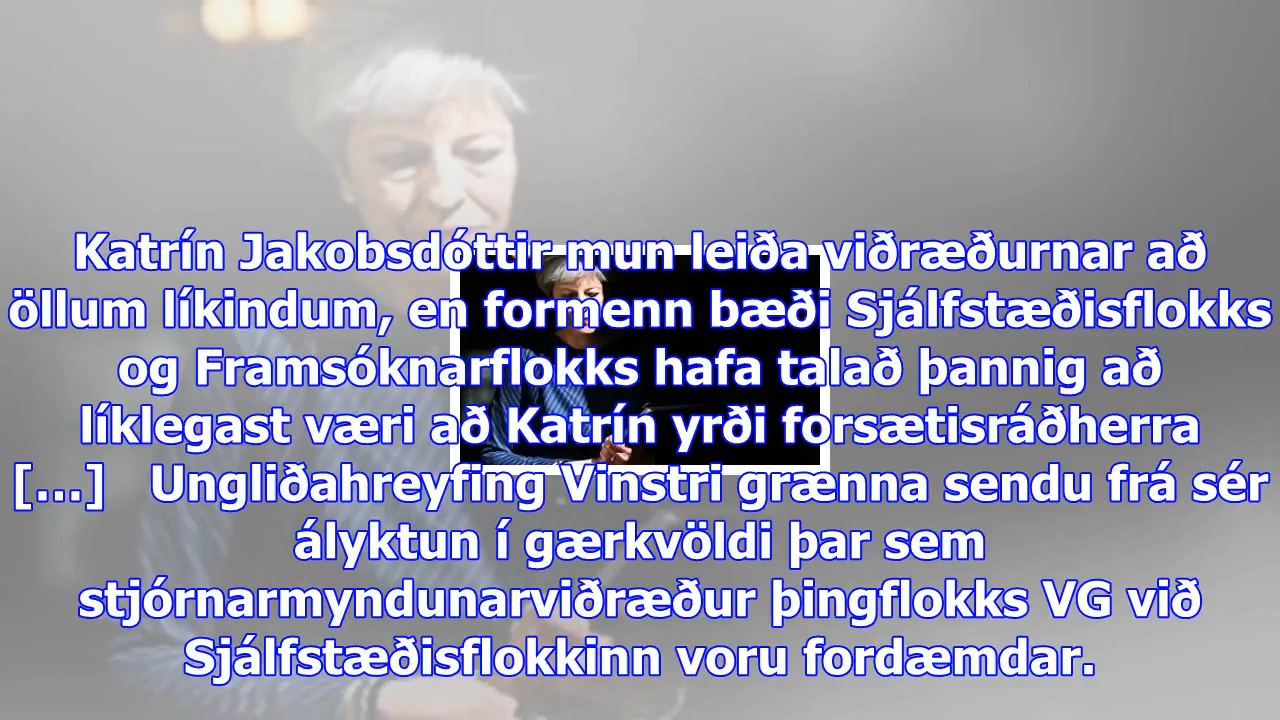 Katrín Jakobsdóttir mun leiða viðræðurnar að
öllum líkindum, en formenn bæði Sjálfstæðisflokks
og Framsóknarflokks hafa talað þannig að
líklegast væri að Katrín yrði forsætisráðherra
[...] Ungliðahreyfing Vinstri grænna sendu frá sér
ályktun í gærkvöldi þar sem
stjórnarmyndunarviðræður þingflokks VG við
Sjálfstæðisflokkinn voru fordæmdar.